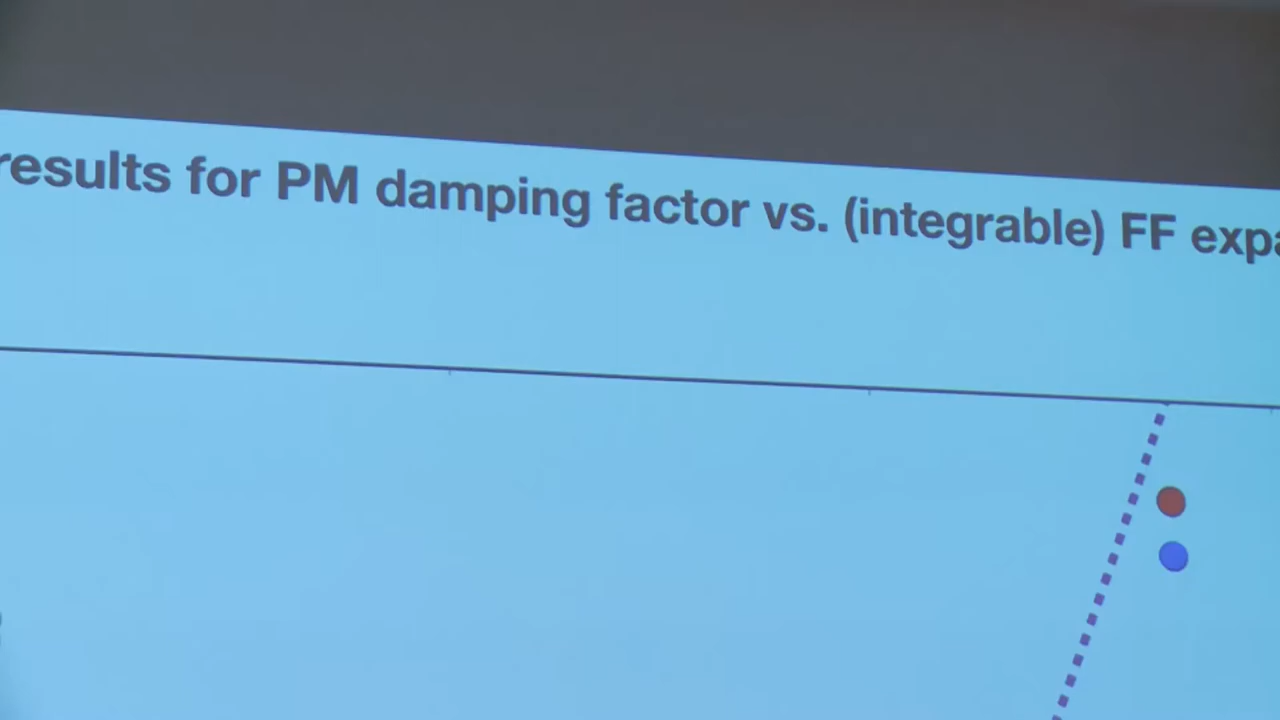 results for PM damping factor vs. (integrable) FF